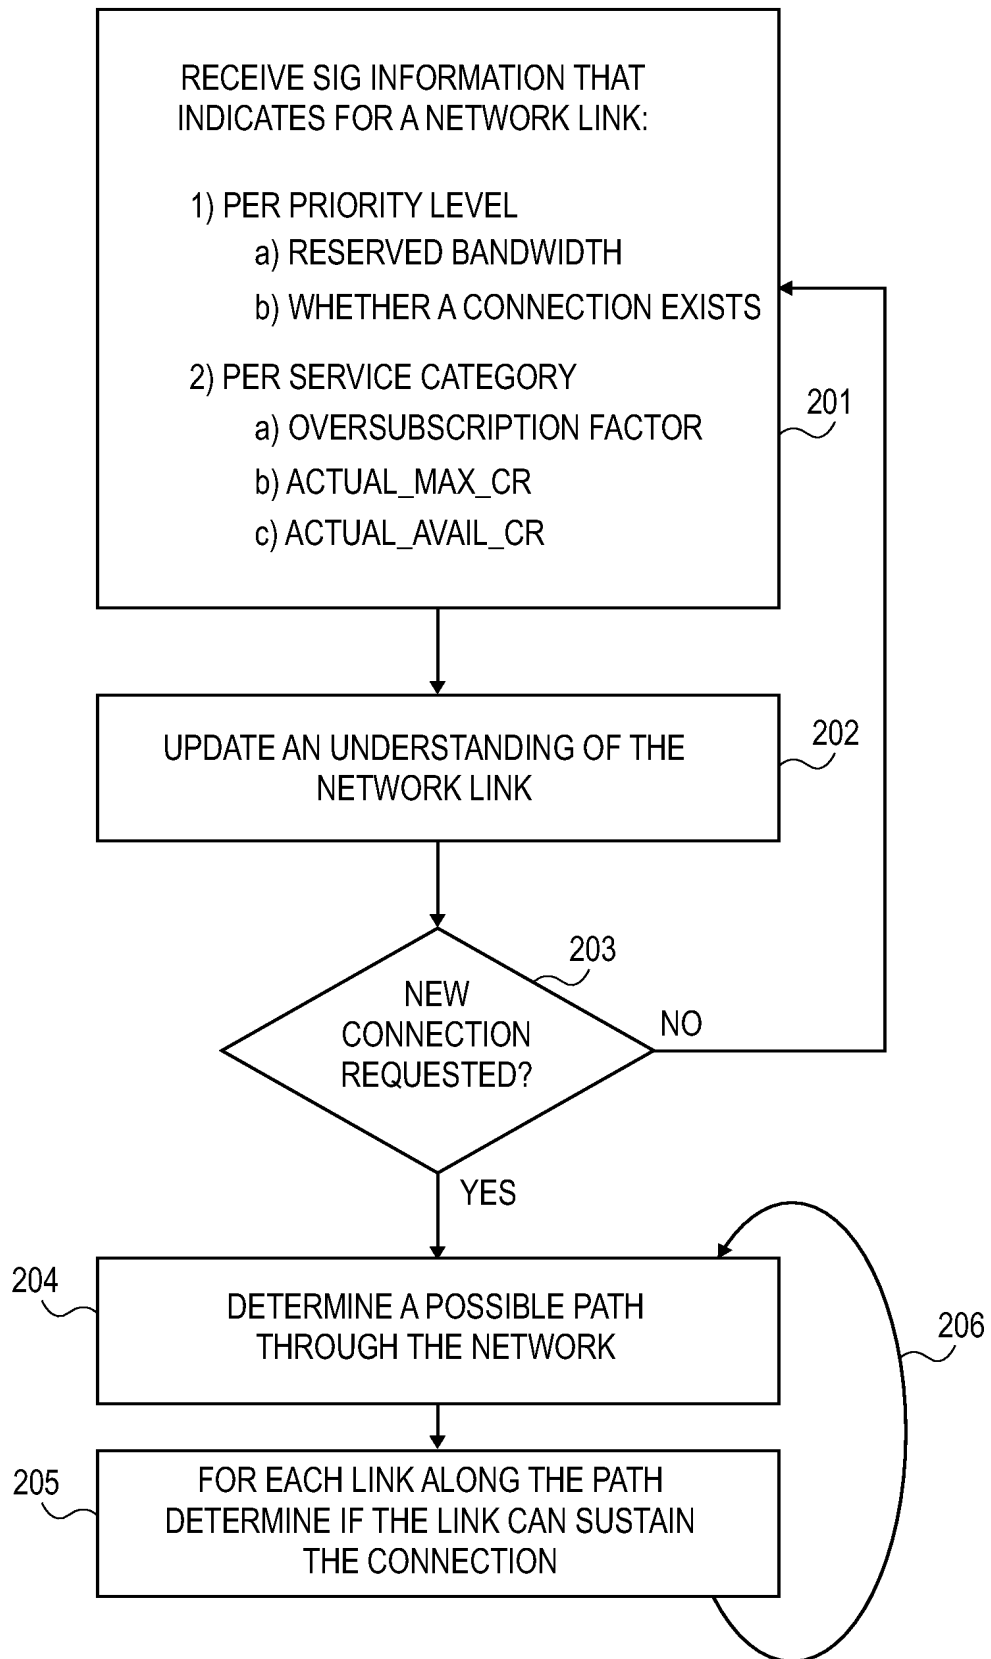 RECEIVE SIG INFORMATION THAT
INDICATES FOR A NETWORK LINK:
1) PER PRIORITY LEVEL
a) RESERVED BANDWIDTH
b) WHETHER A CONNECTION EXISTS
2) PER SERVICE CATEGORY
a) OVERSUBSCRIPTION FACTOR
b) ACTUAL_MAX_CR
c) ACTUAL_AVAIL_CR
201
UPDATE AN UNDERSTANDING OF THE
NETWORK LINK
202
203
NEW
CONNECTION
REQUESTED?
NO
YES
204
DETERMINE A POSSIBLE PATH
THROUGH THE NETWORK
206
205
FOR EACH LINK ALONG THE PATH
DETERMINE IF THE LINK CAN SUSTAIN
THE CONNECTION